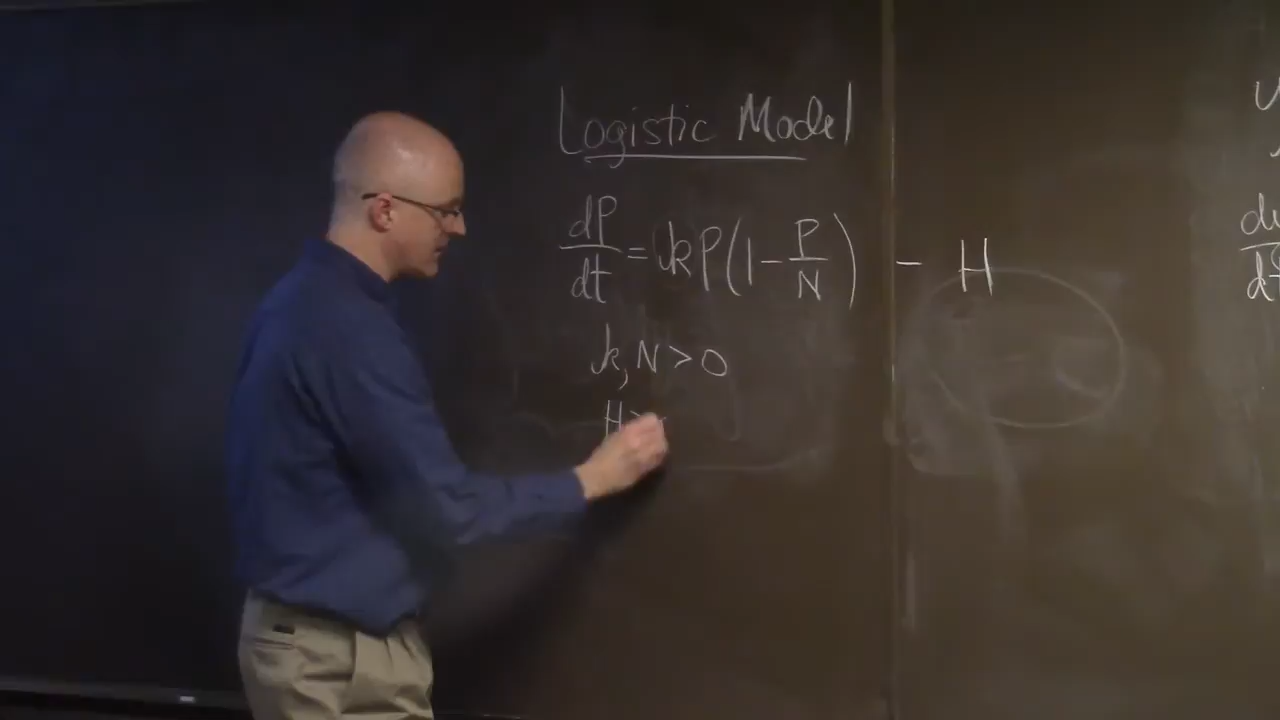 Logistic Model
dP/dt = kP(1 - P/N) - H
k, N > 0
H >